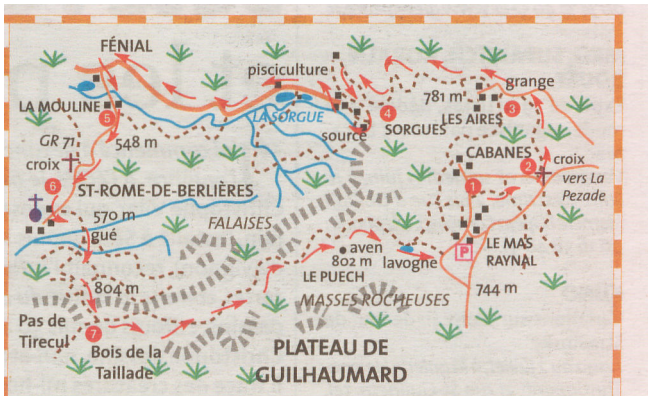 FÉNIAL
pisciculture
grange
781 m
LA MOULINE
LA SORGUE
4
3
LES AIRES
5
SORGUES
source
GR 71
548 m
CABANES
croix
2
croix
vers La
Pezade
6
ST-ROME-DE-BERLIÈRES
1
570 m
gué
FALAISES
aven
802 m
LE PUECH
lavogne
P
LE MAS
RAYNAL
804 m
744 m
MASSES ROCHEUSES
Pas de
Tirecul
7
Bois de la
Taillade
PLATEAU DE
GUILHAUMARD